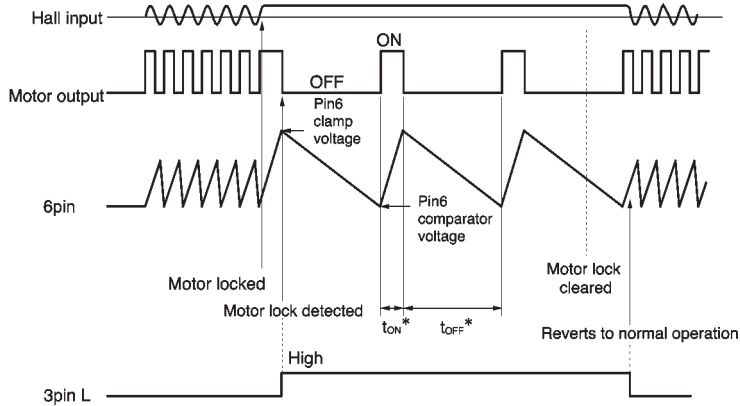 Hall input
ON
OFF
Motor output
Pin6
clamp
voltage
6pin
Pin6
comparator
voltage
Motor locked
Motor lock
cleared
Motor lock detected
tON*
tOFF*
Reverts to normal operation
High
3pin L